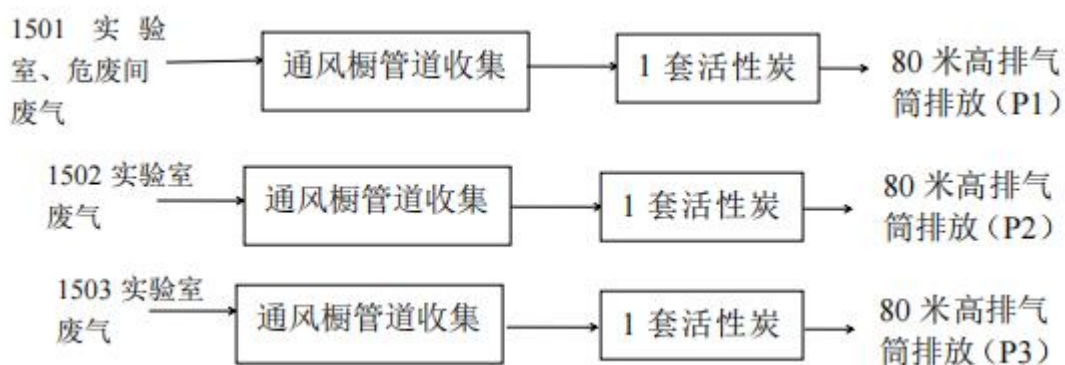 1501 实 验
室、危废间
废气
通风橱管道收集
1 套活性炭
80 米高排气
筒排放（P1）
1502 实验室
废气
通风橱管道收集
1 套活性炭
80 米高排气
筒排放（P2）
1503 实验室
废气
通风橱管道收集
1 套活性炭
80 米高排气
筒排放（P3）